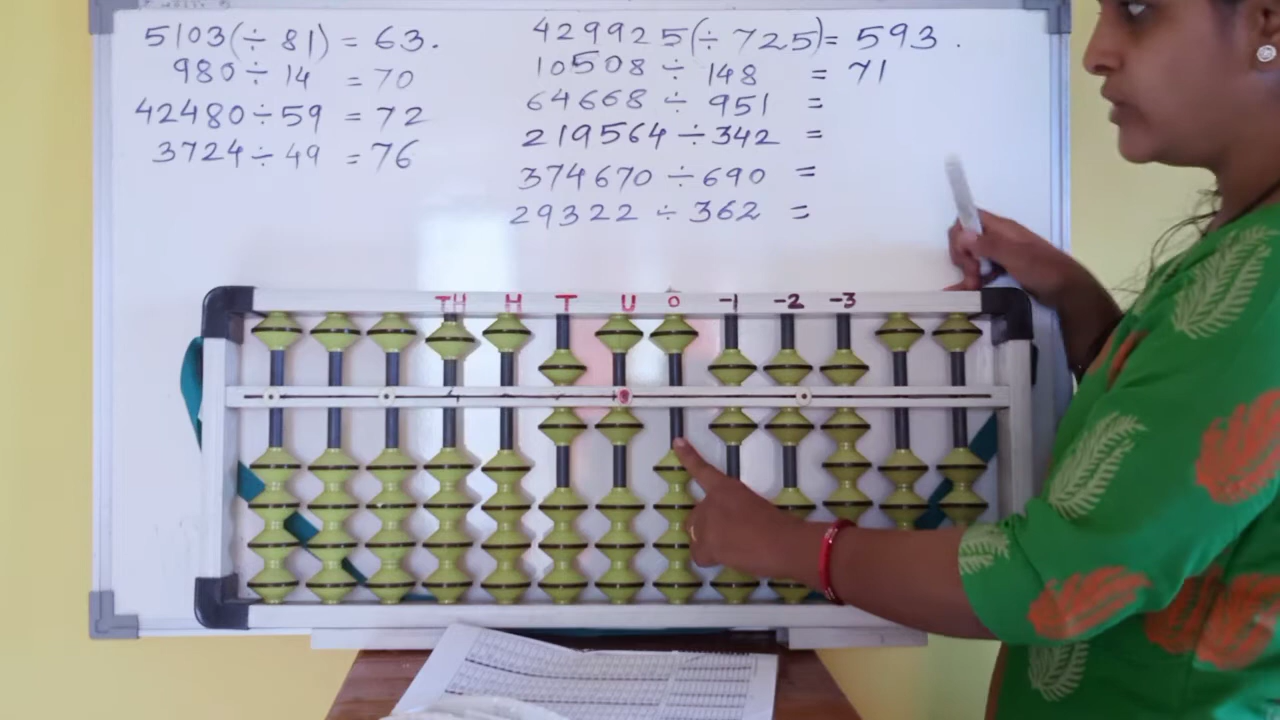 5103(÷ 81) = 63.
980 ÷ 14 = 70
42480 ÷ 59 = 72
3724 ÷ 49 = 76
429925(÷ 725) = 593.
10508 ÷ 148 = 71
64668 ÷ 951 =
219564 ÷ 342 =
374670 ÷ 690 =
29322 ÷ 362 =
TH H T U 0 -1 -2 -3